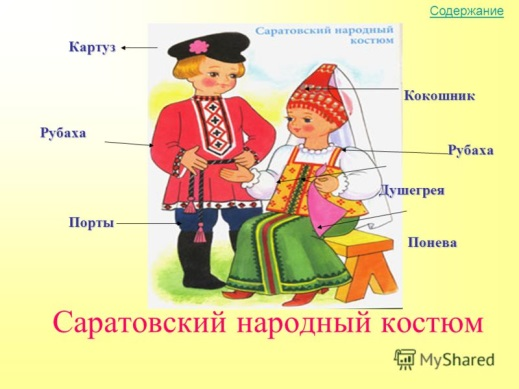 Содержание
Саратовский народный
костюм
Картуз
Кокошник
Рубаха
Рубаха
Душегрея
Порты
Понева
Саратовский народный костюм
MyShared